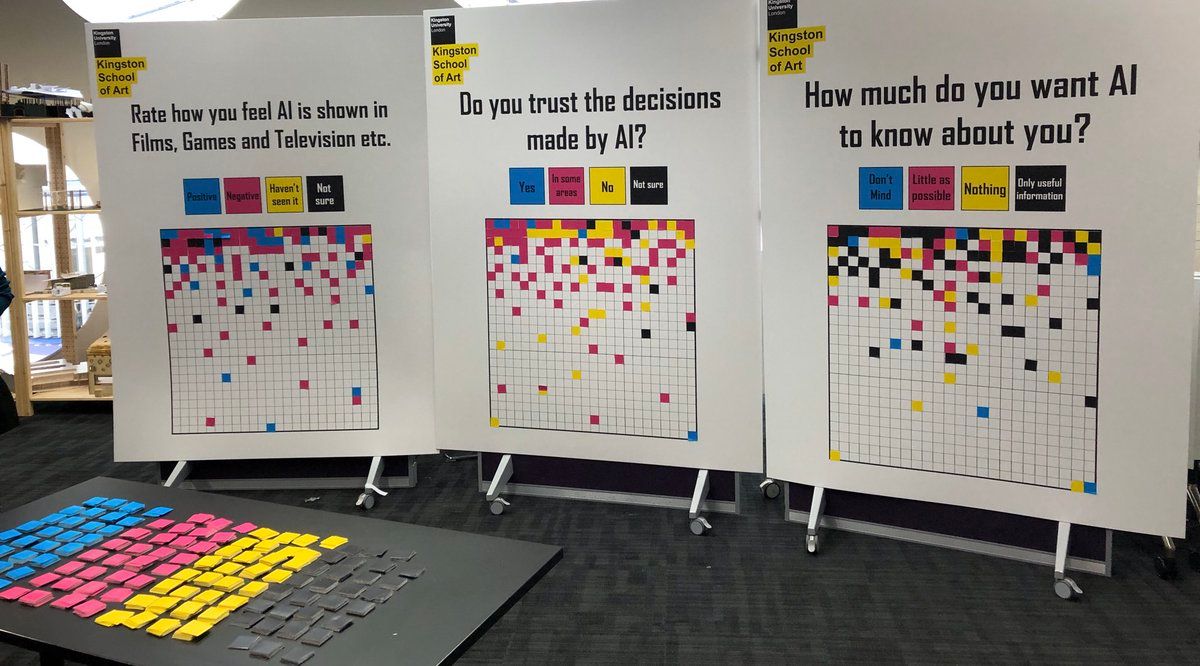 Kingston
University
London
Kingston
School
of Art
Rate how you feel AI is shown in
Films, Games and Television etc.
Positive
Negative
Haven't
seen it
Not
sure
Kingston
University
London
Kingston
School
of Art
Do you trust the decisions
made by AI?
Yes
In some
areas
No
Not sure
Kingston
University
London
Kingston
School
of Art
How much do you want AI
to know about you?
Don't
Mind
Little as
possible
Nothing
Only useful
information